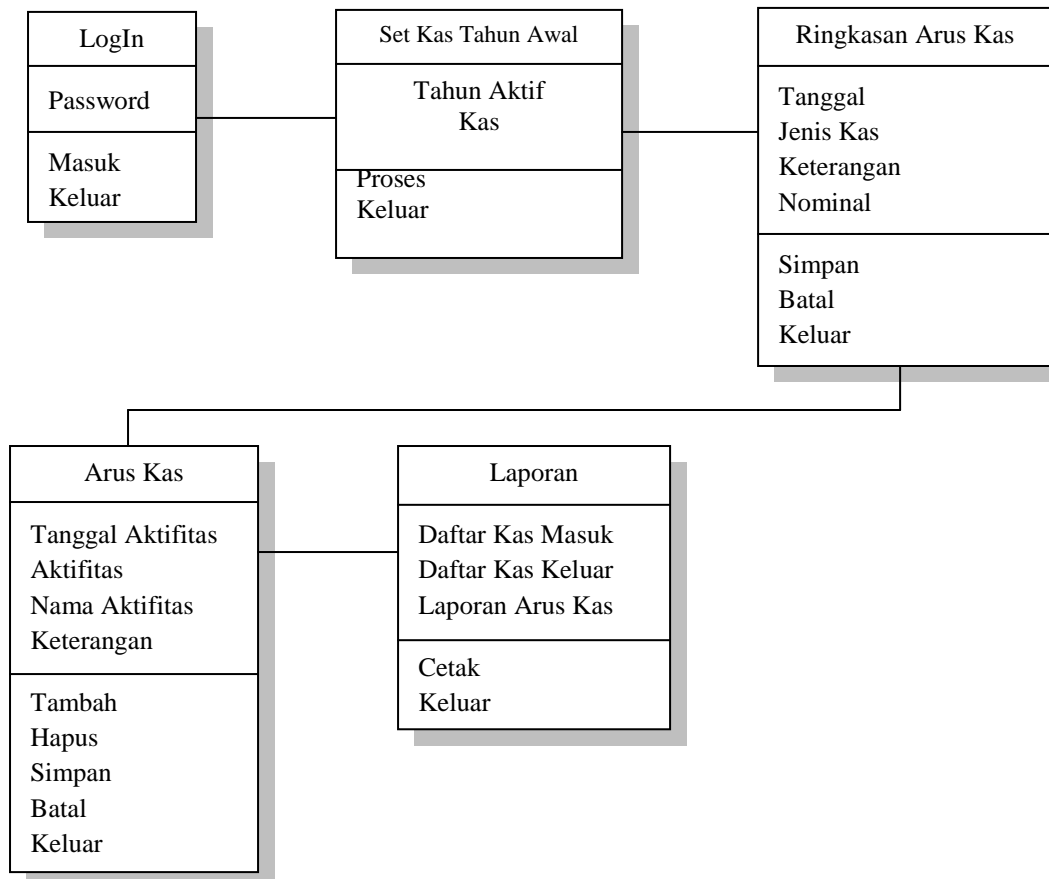 LogIn
Password
Masuk
Keluar
Set Kas Tahun Awal
Tahun Aktif
Kas
Proses
Keluar
Ringkasan Arus Kas
Tanggal
Jenis Kas
Keterangan
Nominal
Simpan
Batal
Keluar
Arus Kas
Tanggal Aktifitas
Aktifitas
Nama Aktifitas
Keterangan
Tambah
Hapus
Simpan
Batal
Keluar
Laporan
Daftar Kas Masuk
Daftar Kas Keluar
Laporan Arus Kas
Cetak
Keluar